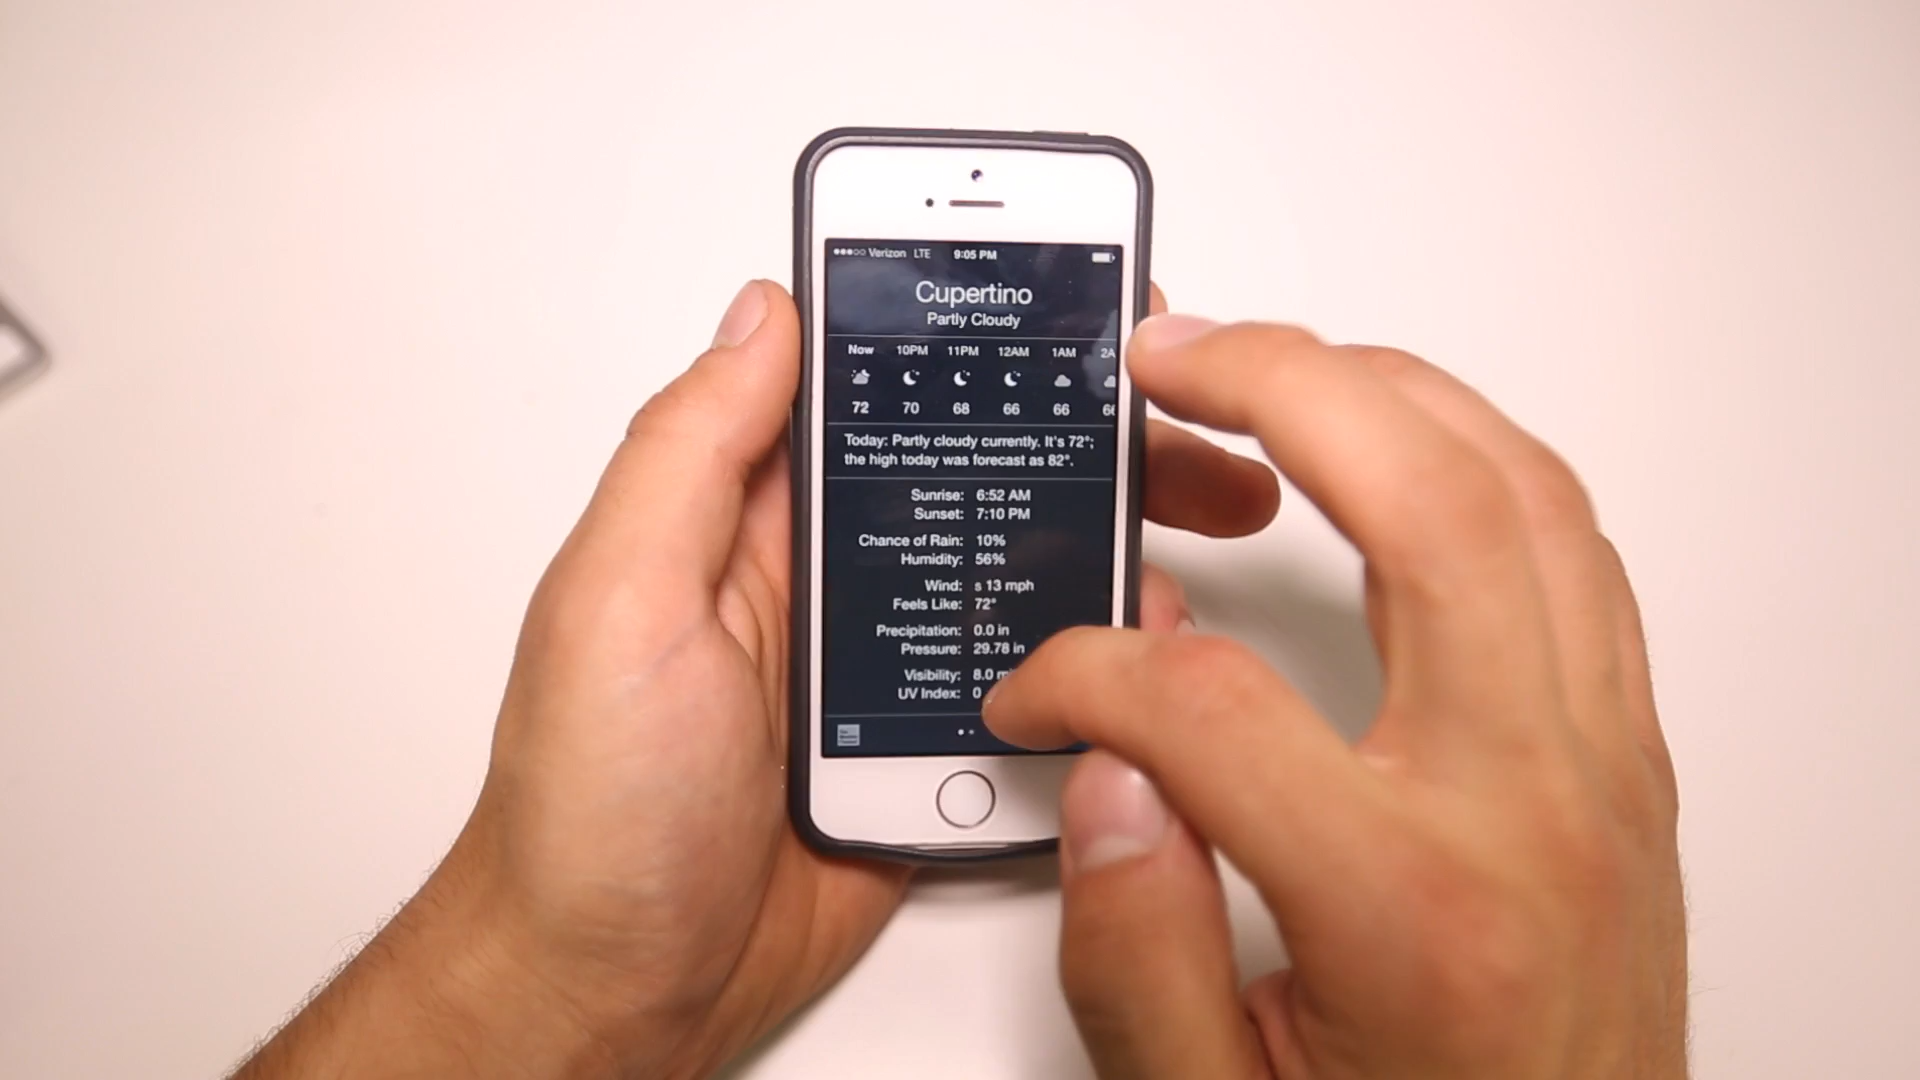 Verizon LTE 9:05 PM
Cupertino
Partly Cloudy
Now 10PM 11PM 12AM 1AM
72 70 68 66 66
Today: Partly cloudy currently. It's 72°;
the high today was forecast as 82°.
Sunrise: 6:52 AM
Sunset: 7:10 PM
Chance of Rain: 10%
Humidity: 56%
Wind: s 13 mph
Feels Like: 72°
Precipitation: 0.0 in
Pressure: 29.78 in
Visibility: 8.0
UV Index: 0